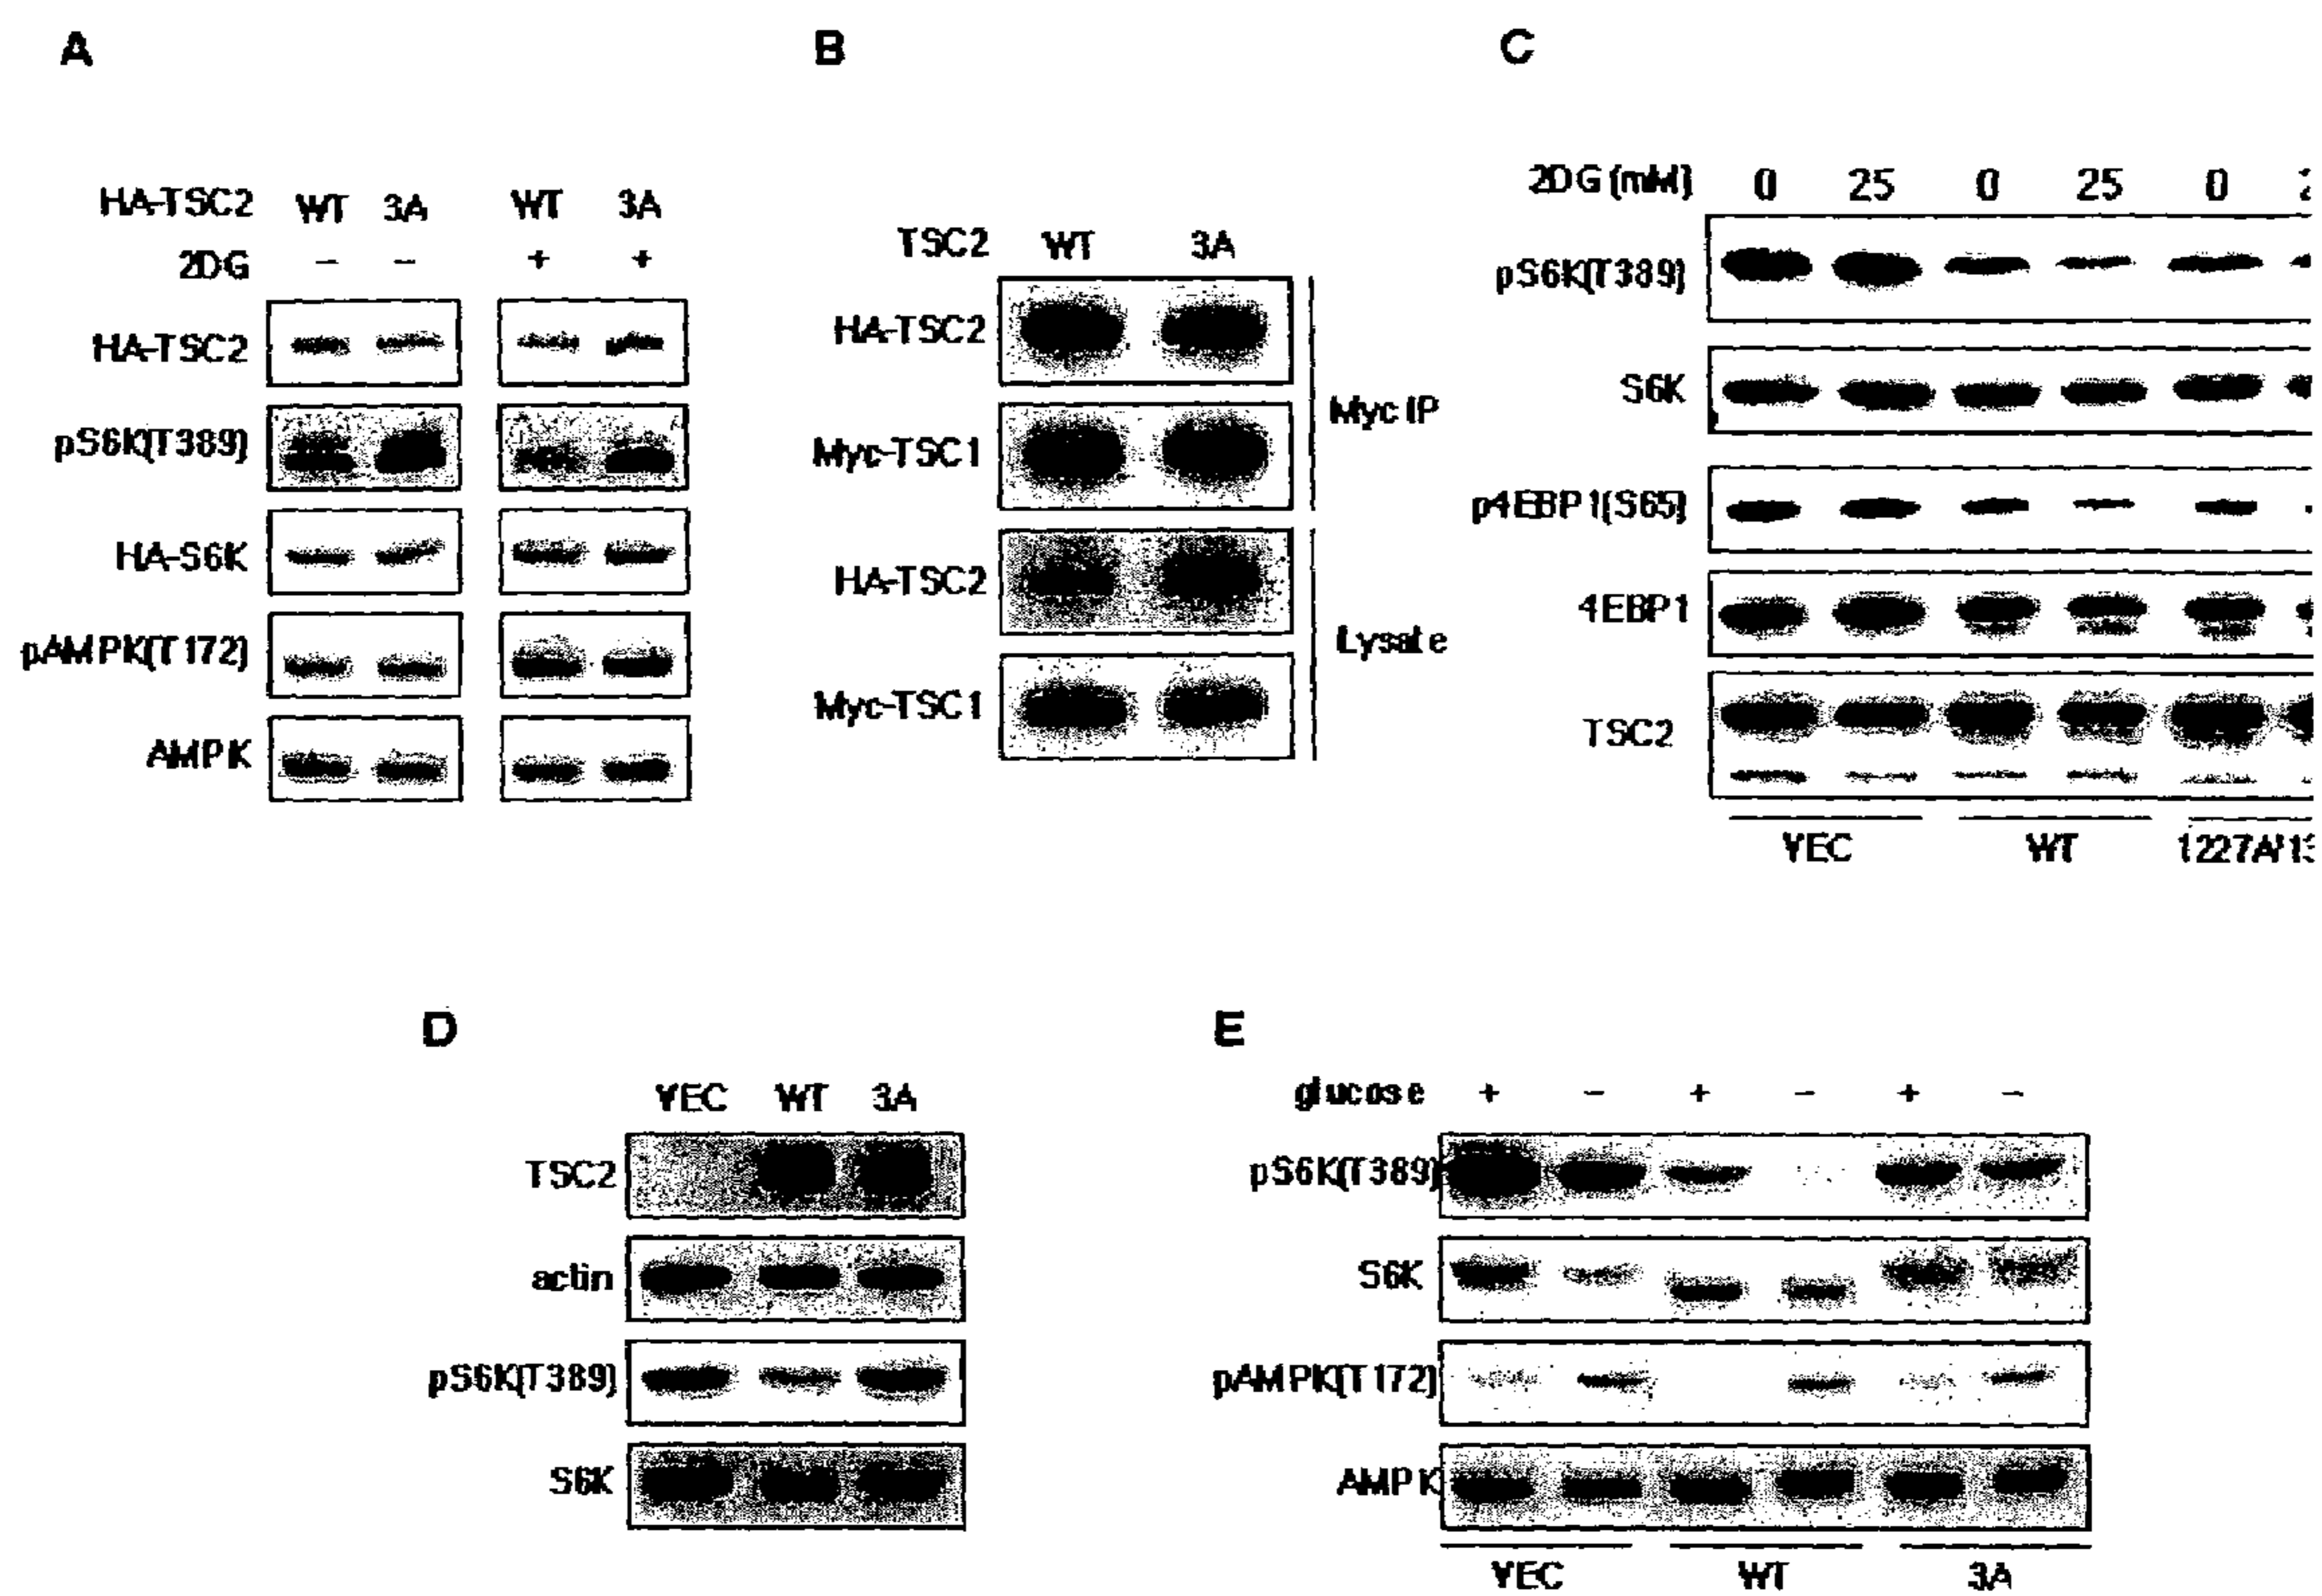 A
HA-TSC2 WT 3A WT 3A
2DG − − + +
HA-TSC2
pS6K(T389)
HA-S6K
pAMPK(T172)
AMPK
B
TSC2 WT 3A
HA-TSC2
Myc-TSC1
Myc IP
HA-TSC2
Myc-TSC1
Lysate
C
2DG (mM) 0 25 0 25 0
pS6K(T389)
S6K
p4EBP1(S65)
4EBP1
TSC2
VEC WT 1227A/13
D
VEC WT 3A
TSC2
actin
pS6K(T389)
S6K
E
glucose + − + − + −
pS6K(T389)
S6K
pAMPK(T172)
AMPK
VEC WT 3A